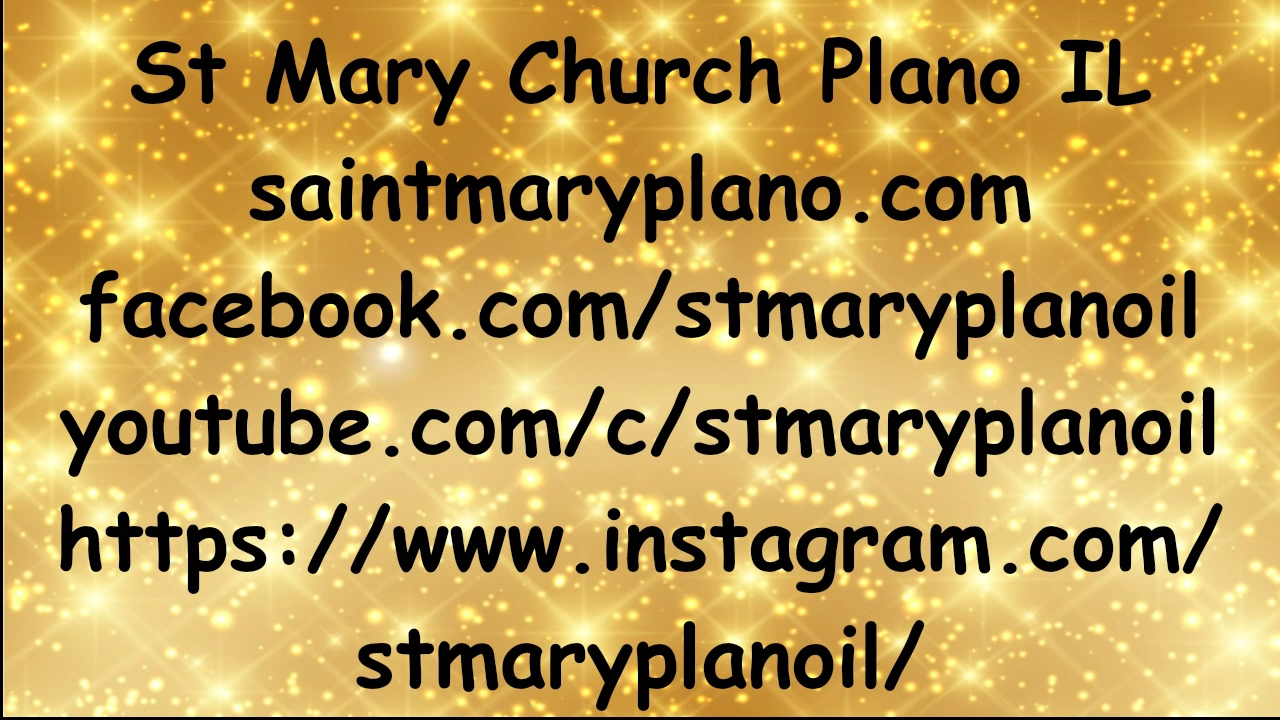 St Mary Church Plano IL
saintmaryplano.com
facebook.com/stmaryplanoil
youtube.com/c/stmaryplanoil
https://www.instagram.com/
stmaryplanoil/